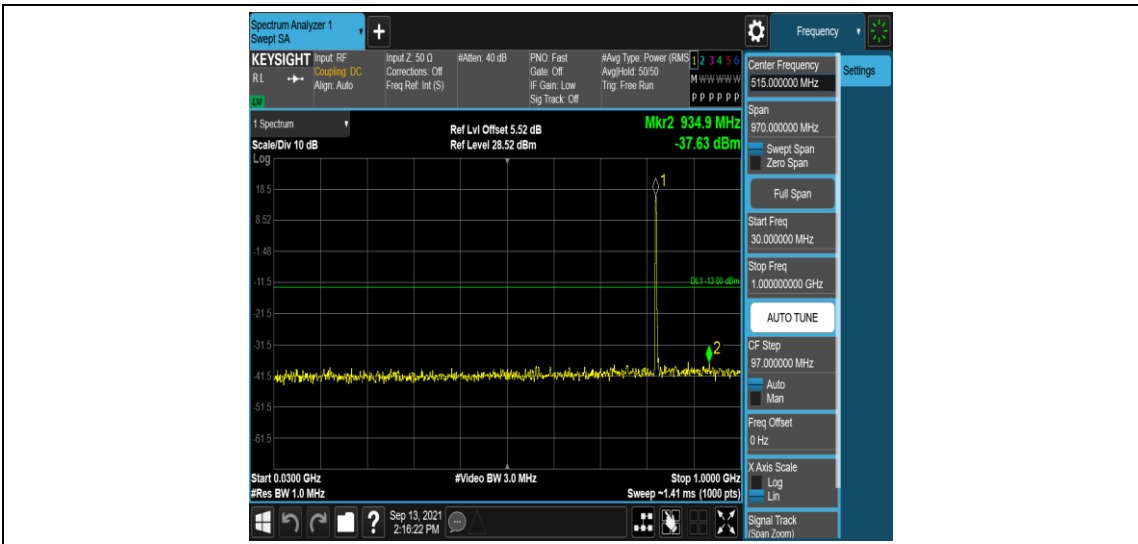 Spectrum Analyzer 1
Swept SA
Frequency
KEYSIGHT
RL
LXI
Input: RF
Coupling: DC
Align: Auto
Input Z: 50 Ω
Corrections: Off
Freq Ref: Int (S)
#Atten: 40 dB
PNO: Fast
Gate: Off
IF Gain: Low
Sig Track: Off
#Avg Type: Power (RMS
Avg|Hold: 50/50
Trig: Free Run
1 2 3 4 5 6
M W W W W W
P P P P P P
Center Frequency
515.000000 MHz
Settings
1 Spectrum
Ref Lvl Offset 5.52 dB
Mkr2 934.9 MHz
Scale/Div 10 dB
Ref Level 28.52 dBm
-37.63 dBm
Log
18.5
8.52
-1.48
-11.5
-21.5
-31.5
-41.5
-51.5
-61.5
1
DL1 -13.00 dBm
2
Span
970.000000 MHz
Swept Span
Zero Span
Full Span
Start Freq
30.000000 MHz
Stop Freq
1.000000000 GHz
AUTO TUNE
CF Step
97.000000 MHz
Auto
Man
Freq Offset
0 Hz
X Axis Scale
Log
Lin
Signal Track
(Span Zoom)
Start 0.0300 GHz
#Video BW 3.0 MHz
Stop 1.0000 GHz
#Res BW 1.0 MHz
Sweep ~1.41 ms (1000 pts)
?
Sep 13, 2021
2:16:22 PM